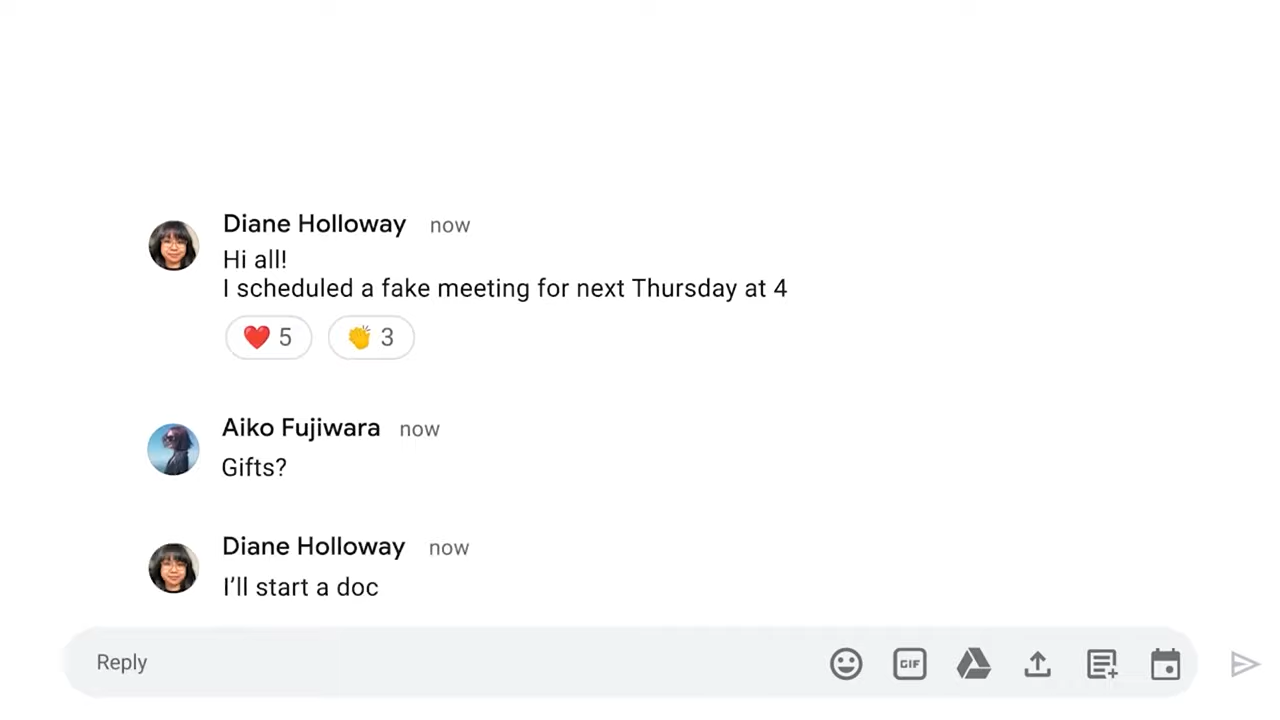 Diane Holloway now
Hi all!
I scheduled a fake meeting for next Thursday at 4
❤️ 5 👏 3
Aiko Fujiwara now
Gifts?
Diane Holloway now
I’ll start a doc
Reply GIF